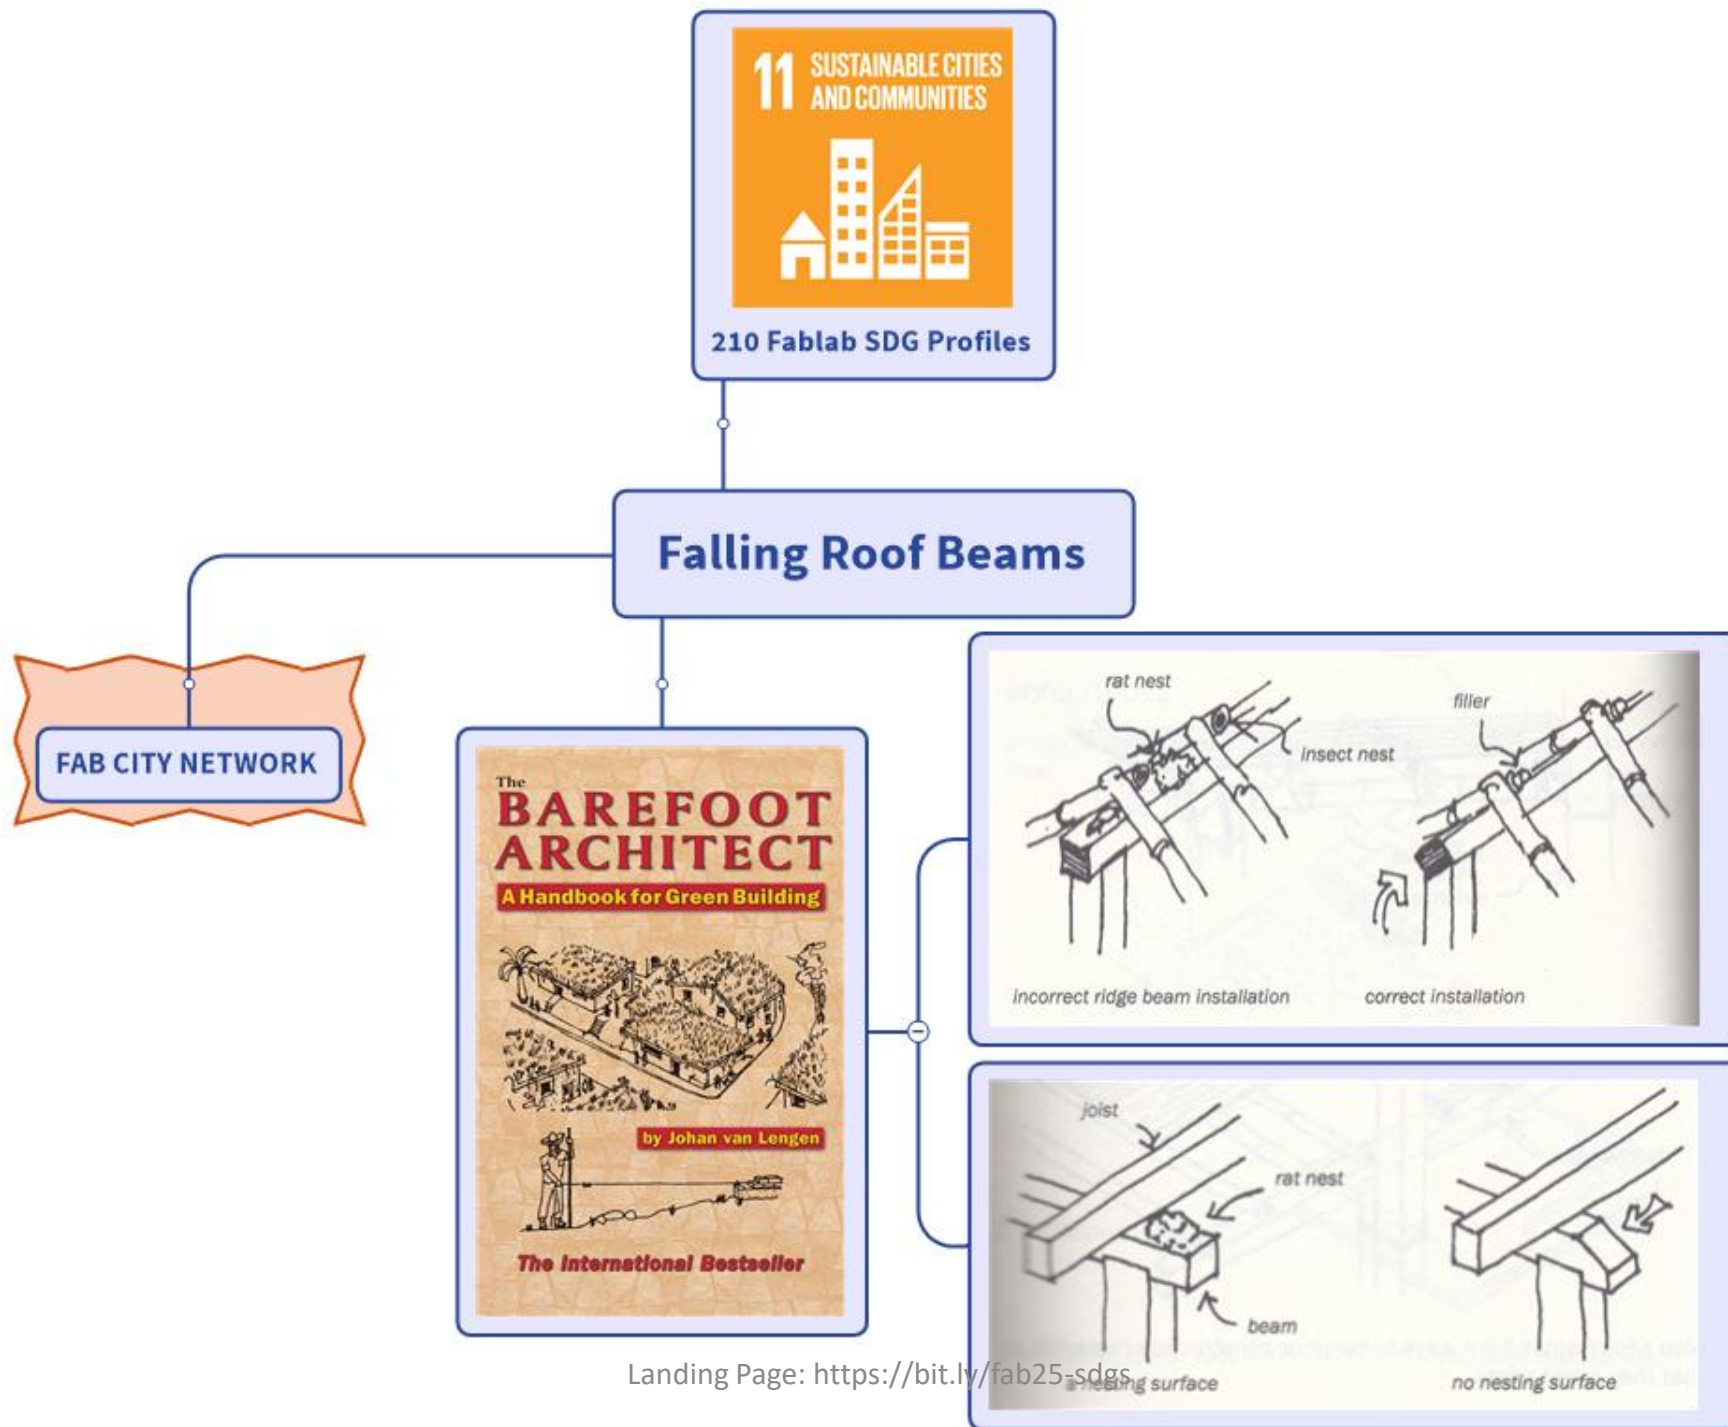 11 SUSTAINABLE CITIES
AND COMMUNITIES
210 Fablab SDG Profiles
Falling Roof Beams
FAB CITY NETWORK
The
BAREFOOT
ARCHITECT
A Handbook for Green Building
by Johan van Lengen
The International Bestseller
rat nest
insect nest
filler
incorrect ridge beam installation
correct installation
joist
rat nest
beam
a nesting surface
no nesting surface
Landing Page: https://bit.ly/fab25-sdgs